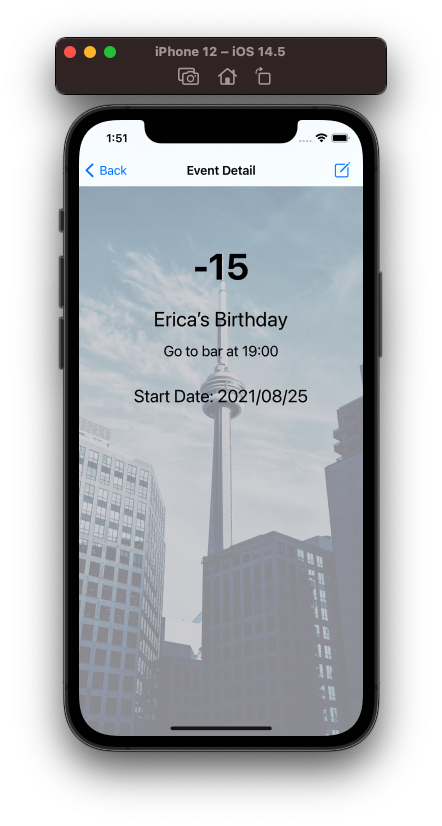 iPhone 12 – iOS 14.5
1:51
Back Event Detail
-15
Erica’s Birthday
Go to bar at 19:00
Start Date: 2021/08/25